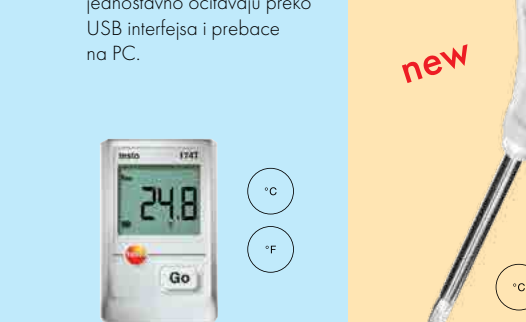 jednostavno očitavaju preko
USB interfejsa i prebace
na PC.
new
testo 174T
24.8
°C
°F
Go
°C